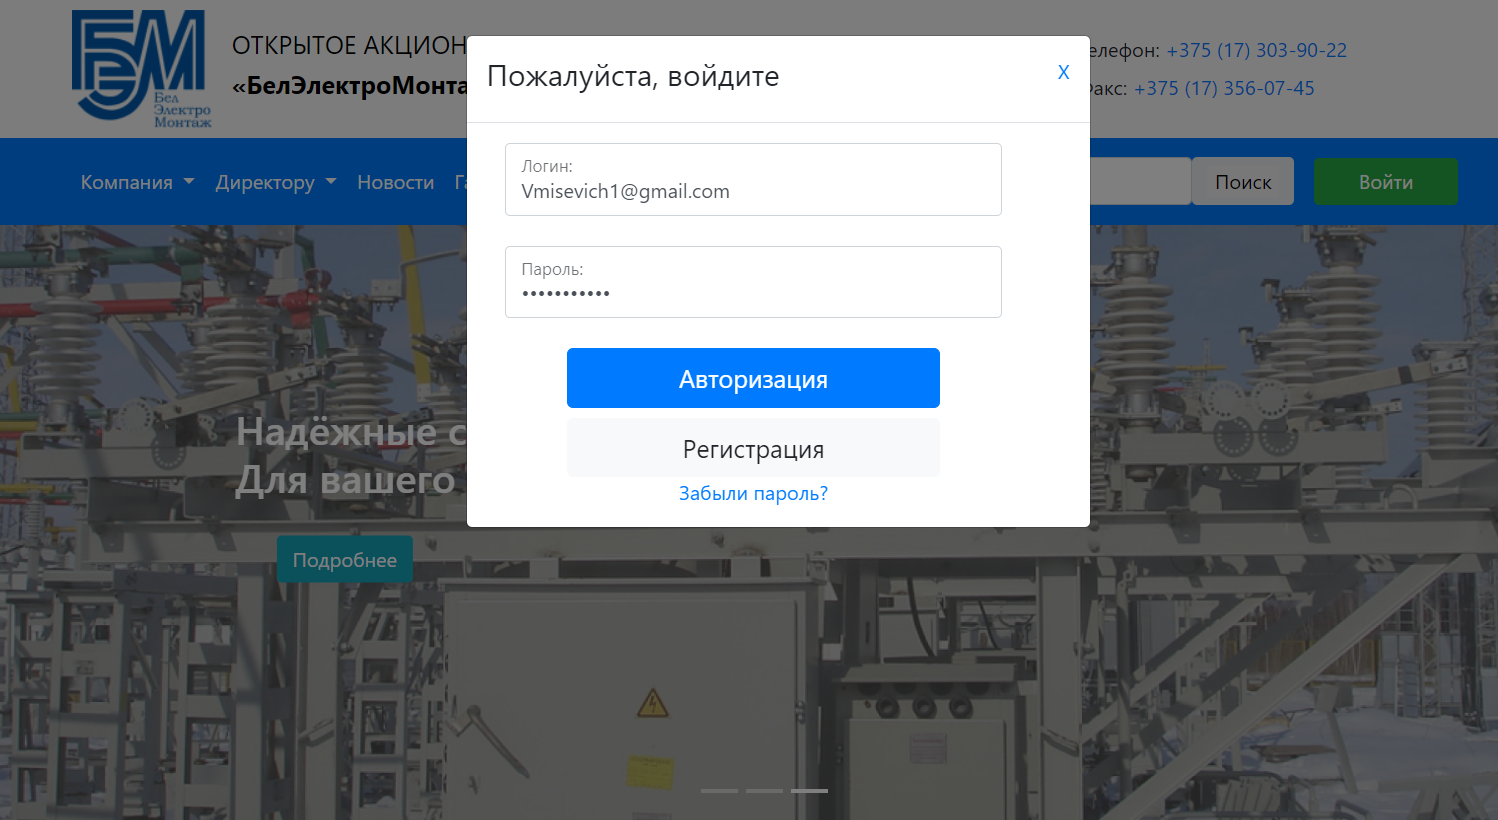 БЭМ
Бел
Электро
Монтаж
ОТКРЫТОЕ АКЦИОН
«БелЭлектроМонта
елефон: +375 (17) 303-90-22
акс: +375 (17) 356-07-45
Пожалуйста, войдите
X
Компания
Директору
Новости
Поиск
Войти
Логин:
Vmisevich1@gmail.com
Пароль:
•••••••••••
Авторизация
Регистрация
Забыли пароль?
Надёжные с
Для вашего
Подробнее